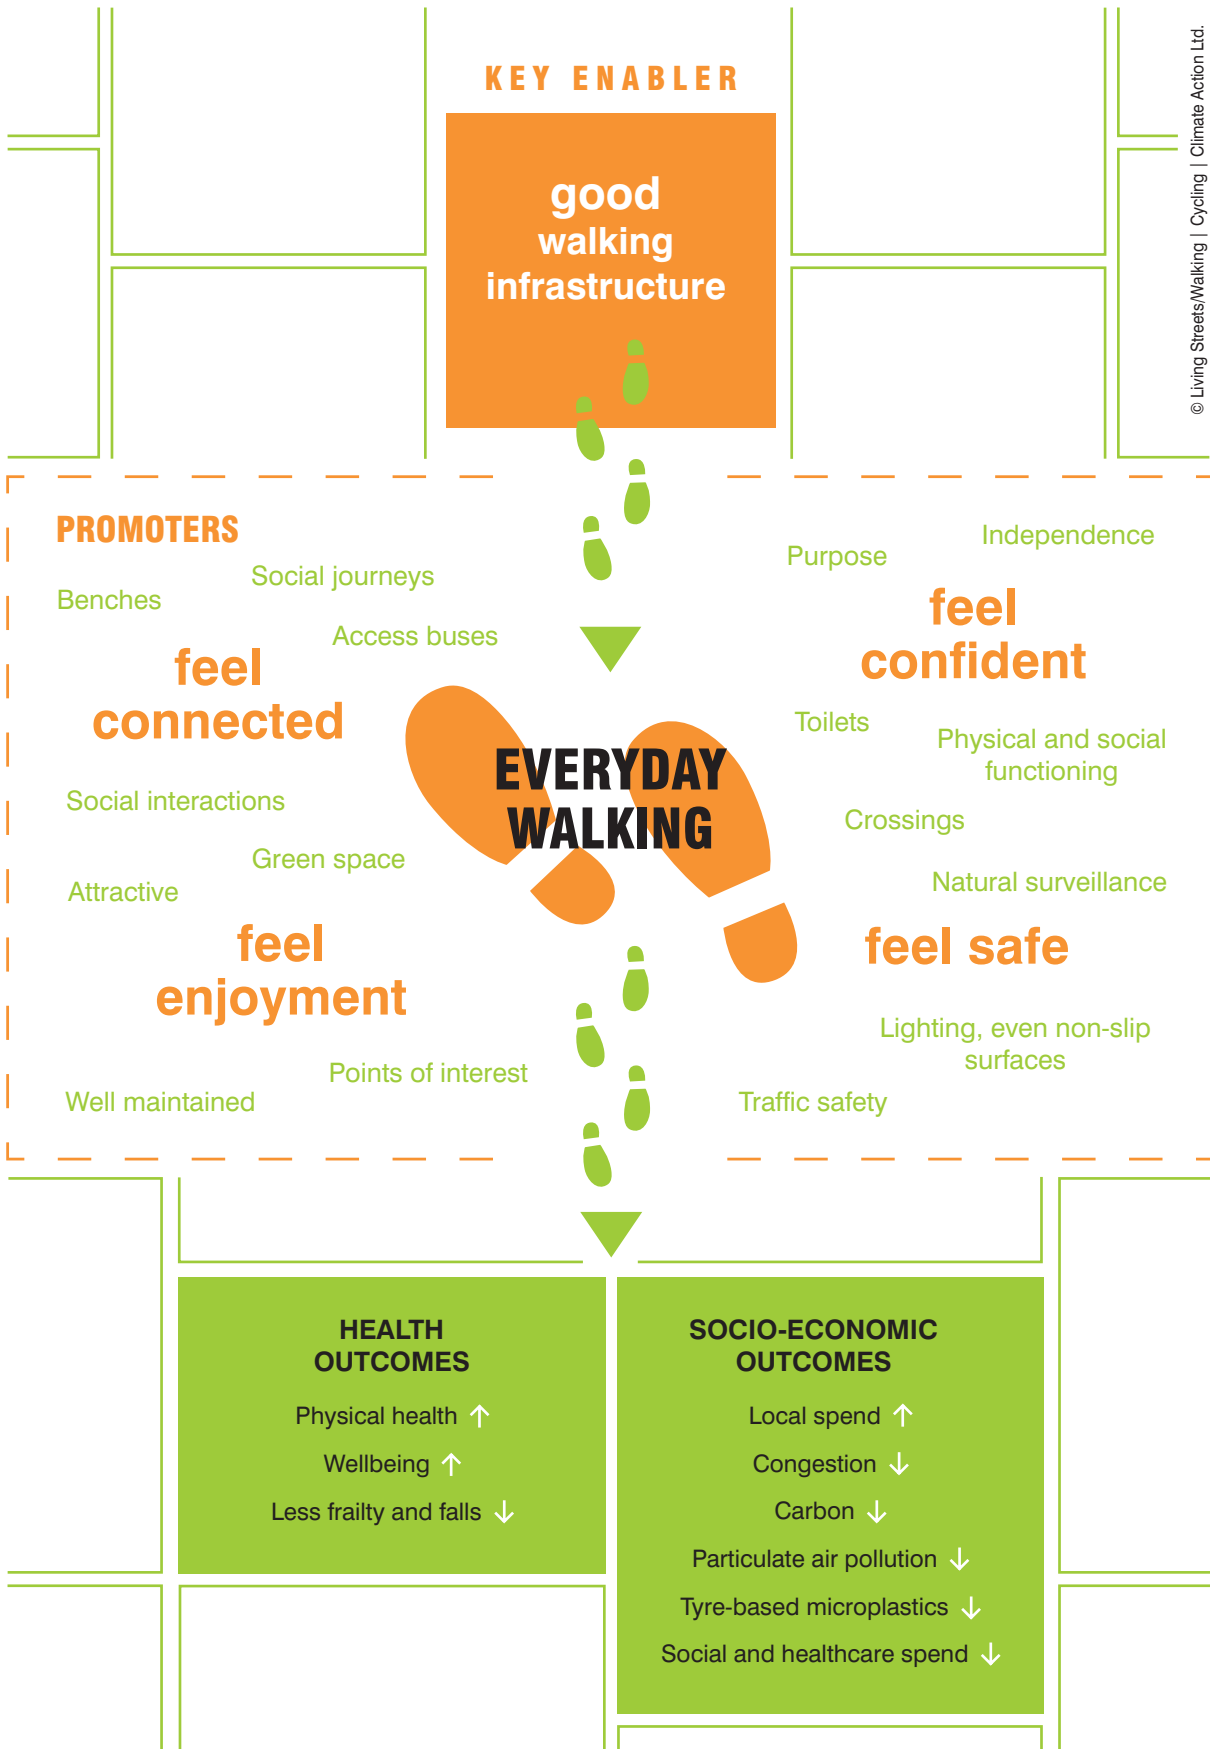 KEY ENABLER
good
walking
infrastructure
© Living Streets/Walking | Cycling | Climate Action Ltd.
PROMOTERS
Social journeys
Benches
Access buses
feel
connected
Social interactions
Green space
Attractive
feel
enjoyment
Points of interest
Well maintained
EVERYDAY
WALKING
Independence
Purpose
feel
confident
Toilets
Physical and social
functioning
Crossings
Natural surveillance
feel safe
Lighting, even non-slip
surfaces
Traffic safety
HEALTH
OUTCOMES
Physical health ↑
Wellbeing ↑
Less frailty and falls ↓
SOCIO-ECONOMIC
OUTCOMES
Local spend ↑
Congestion ↓
Carbon ↓
Particulate air pollution ↓
Tyre-based microplastics ↓
Social and healthcare spend ↓